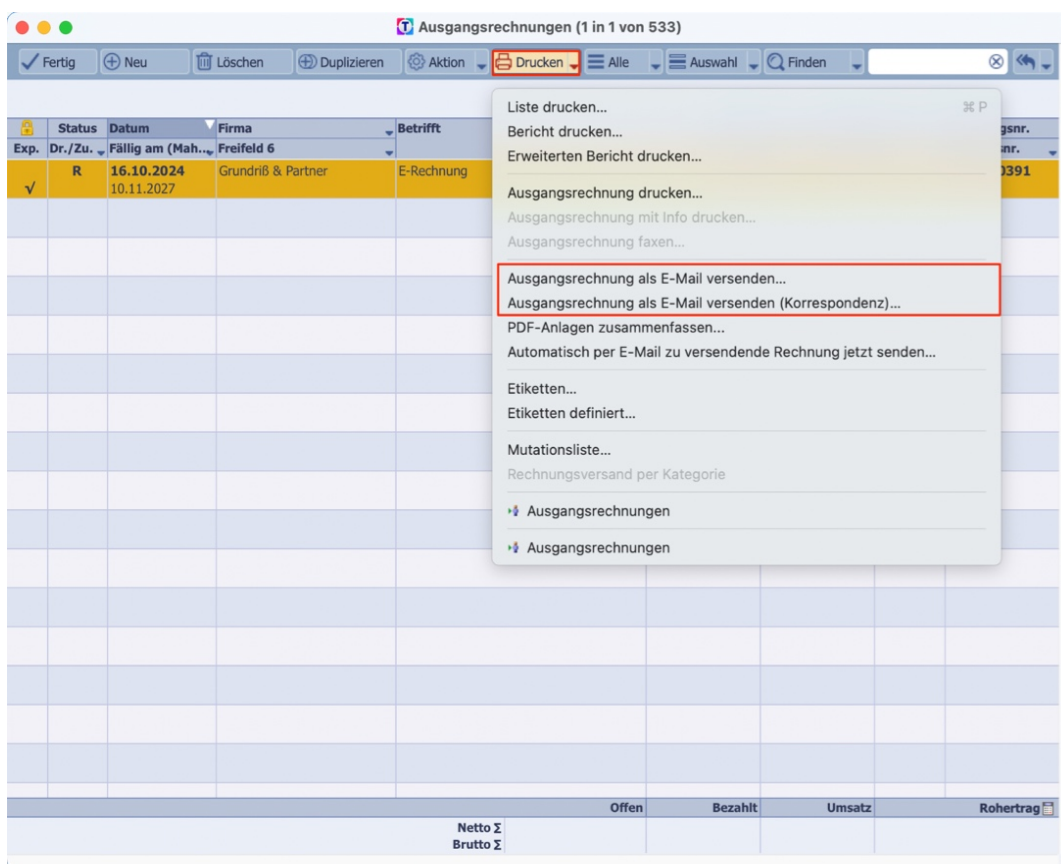 Ausgangsrechnungen (1 in 1 von 533)
Fertig Neu Löschen Duplizieren Aktion Drucken Alle Auswahl Finden
Liste drucken... ⌘ P
Bericht drucken...
Erweiterten Bericht drucken...
Ausgangsrechnung drucken...
Ausgangsrechnung mit Info drucken...
Ausgangsrechnung faxen...
Ausgangsrechnung als E-Mail versenden...
Ausgangsrechnung als E-Mail versenden (Korrespondenz)...
PDF-Anlagen zusammenfassen...
Automatisch per E-Mail zu versendende Rechnung jetzt senden...
Etiketten...
Etiketten definiert...
Mutationsliste...
Rechnungsversand per Kategorie
Ausgangsrechnungen
Ausgangsrechnungen
Status Datum Firma Betrifft gsnr.
Exp. Dr./Zu. Fällig am (Mah... Freifeld 6 nr.
R 16.10.2024 Grundriß & Partner E-Rechnung 0391
√ 10.11.2027
Offen Bezahlt Umsatz Rohertrag
Netto Σ
Brutto Σ